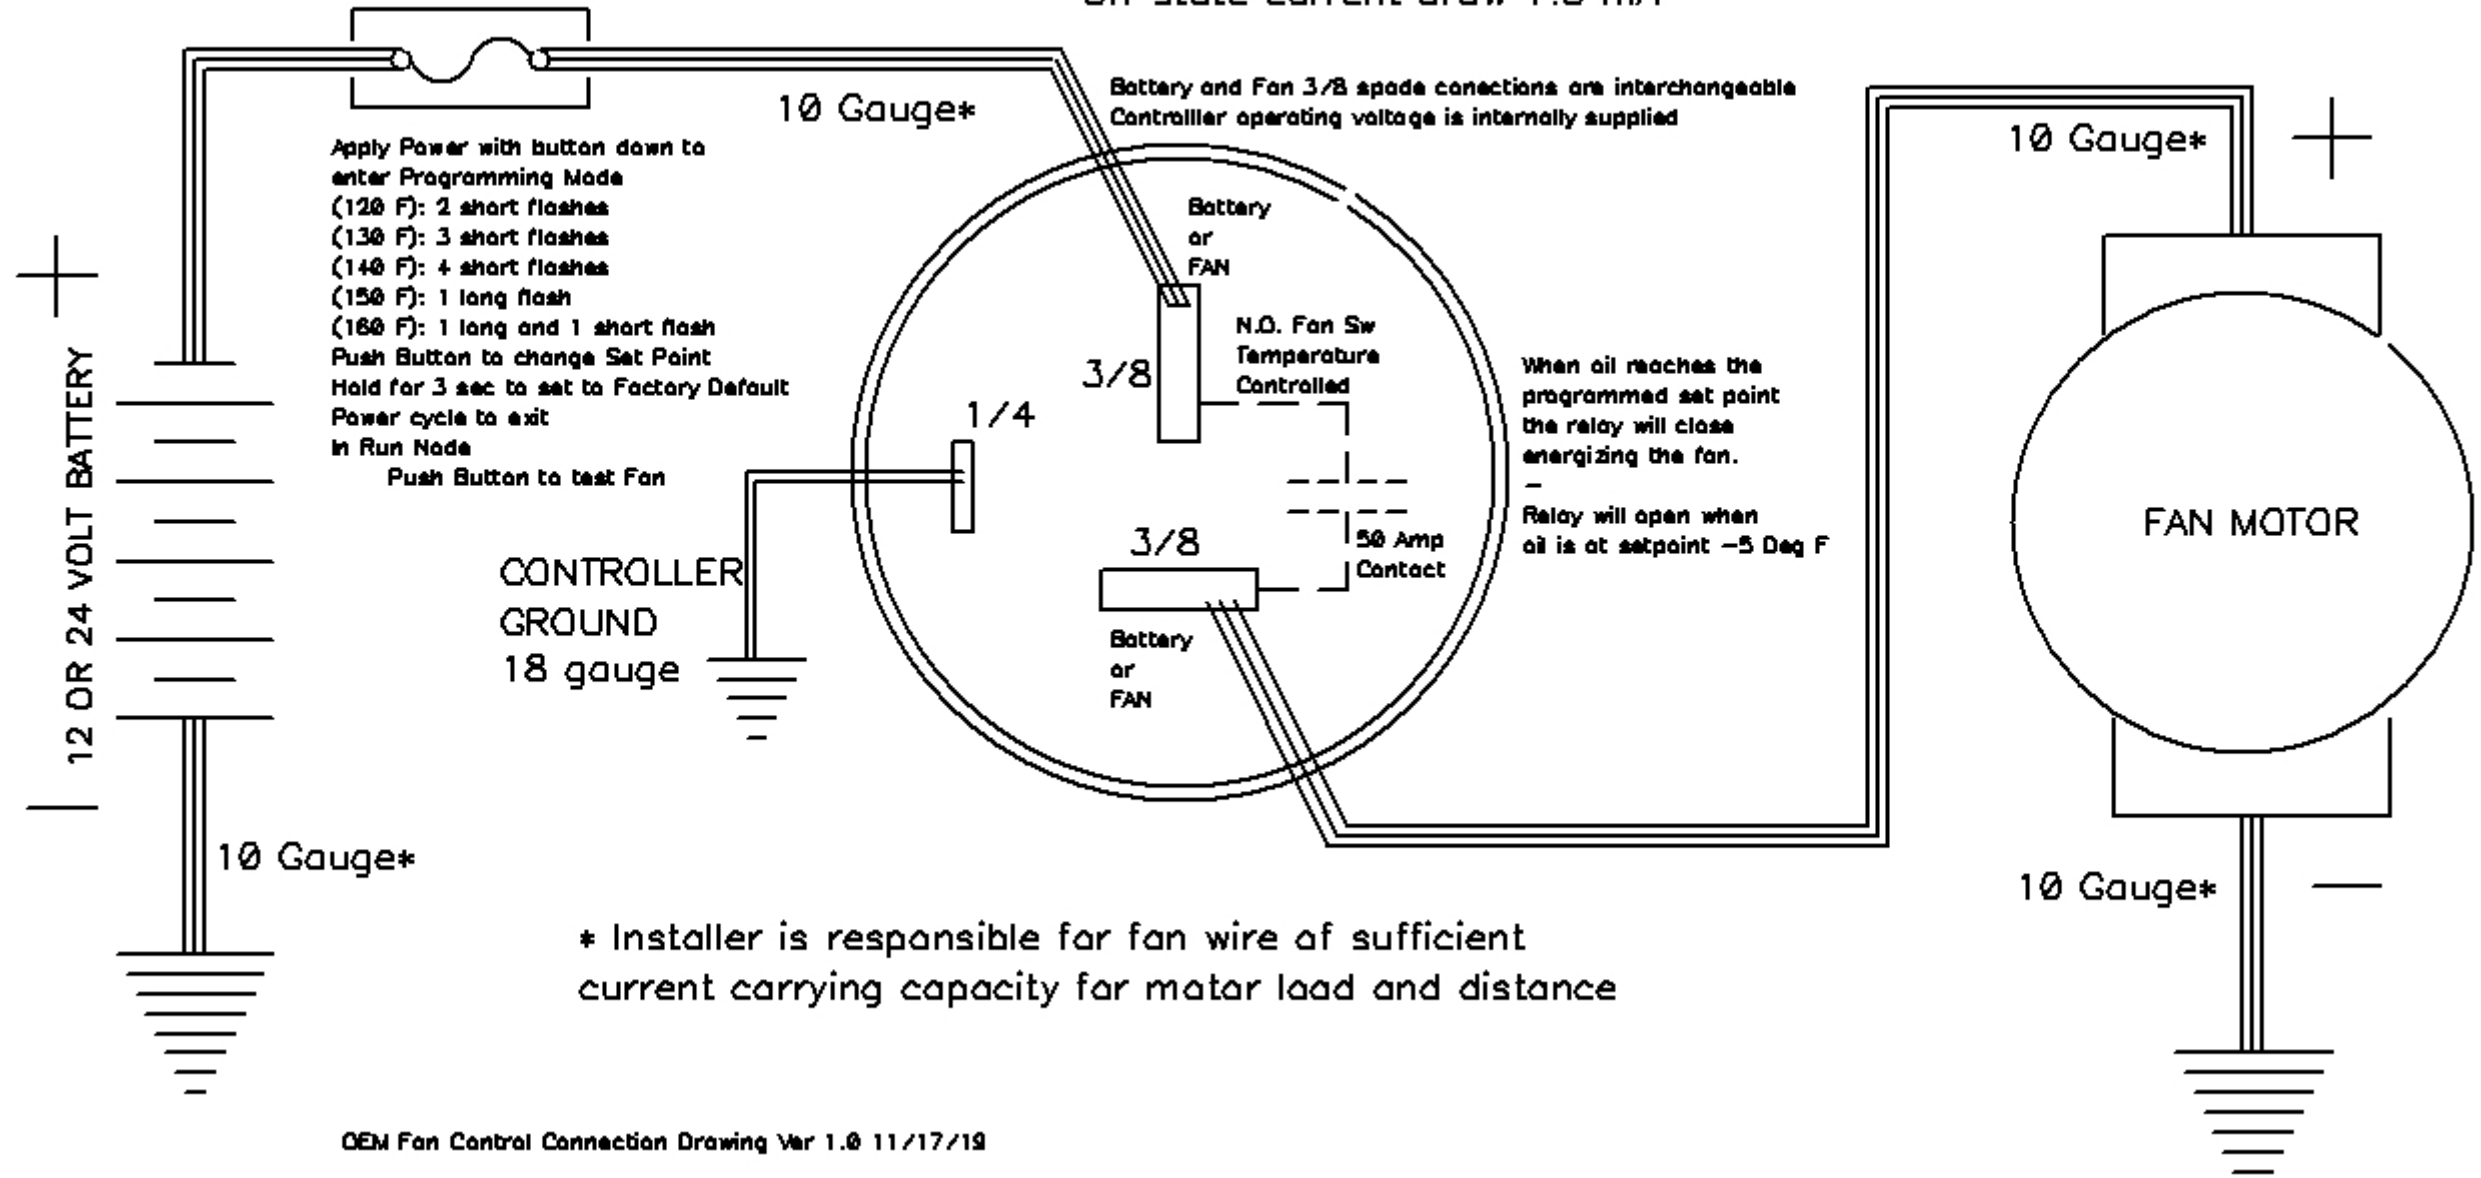 10 Gauge*
Battery and Fan 3/8 spade conections are interchangeable
Controlller operating voltage is internally supplied
Apply Power with button down to
enter Programming Mode
(120 F): 2 short flashes
(130 F): 3 short flashes
(140 F): 4 short flashes
(150 F): 1 long flash
(160 F): 1 long and 1 short flash
Push Button to change Set Point
Hold for 3 sec to set to Factory Default
Power cycle to exit
In Run Node
Push Button to test Fan
+
12 OR 24 VOLT BATTERY
−
10 Gauge*
CONTROLLER
GROUND
18 gauge
1/4
Battery
or
FAN
3/8
N.O. Fan Sw
Temperature
Controlled
50 Amp
Contact
3/8
Battery
or
FAN
When oil reaches the
programmed set point
the relay will close
energizing the fan.
–
Relay will open when
oil is at setpoint −5 Deg F
10 Gauge*
+
FAN MOTOR
10 Gauge*
−
* Installer is responsible for fan wire of sufficient
current carrying capacity for motor load and distance
OEM Fan Control Connection Drawing Ver 1.0 11/17/19